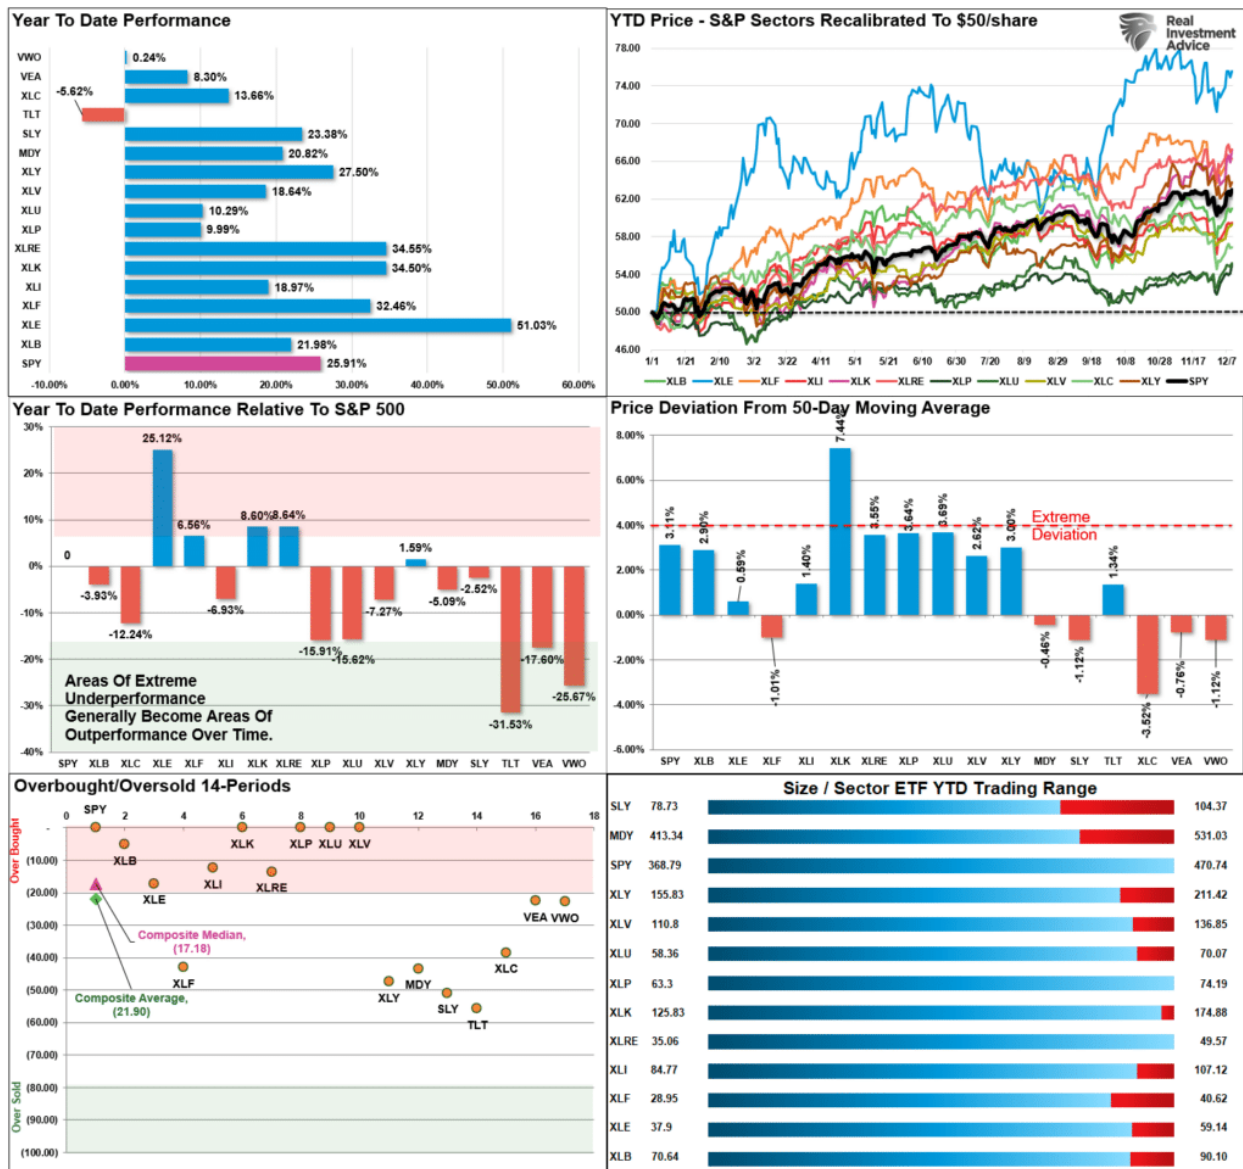 Year To Date Performance
VWO 0.24%
VEA 8.30%
XLC 13.66%
TLT -5.62%
SLY 23.38%
MDY 20.82%
XLY 27.50%
XLV 18.64%
XLU 10.29%
XLP 9.99%
XLRE 34.55%
XLK 34.50%
XLI 18.97%
XLF 32.46%
XLE 51.03%
XLB 21.98%
SPY 25.91%
-10.00% 0.00% 10.00% 20.00% 30.00% 40.00% 50.00% 60.00%
YTD Price - S&P Sectors Recalibrated To $50/share
Real
Investment
Advice
78.00
74.00
70.00
66.00
62.00
58.00
54.00
50.00
46.00
1/1 1/21 2/10 3/2 3/22 4/11 5/1 5/21 6/10 6/30 7/20 8/9 8/29 9/18 10/8 10/28 11/17 12/7
XLB XLE XLF XLI XLK XLRE XLP XLU XLV XLC XLY SPY
Year To Date Performance Relative To S&P 500
30%
20%
10%
0%
-10%
-20%
-30%
-40%
0
-3.93%
-12.24%
25.12%
6.56%
-6.93%
8.60%
8.64%
-15.91%
-15.62%
-7.27%
1.59%
-5.09%
-2.52%
-31.53%
-17.60%
-25.67%
Areas Of Extreme
Underperformance
Generally Become Areas Of
Outperformance Over Time.
SPY XLB XLC XLE XLF XLI XLK XLRE XLP XLU XLV XLY MDY SLY TLT VEA VWO
Price Deviation From 50-Day Moving Average
8.00%
6.00%
4.00%
2.00%
0.00%
-2.00%
-4.00%
-6.00%
3.11%
2.90%
0.59%
-1.01%
1.40%
7.44%
3.55%
3.64%
3.69%
2.62%
3.00%
-0.46%
-1.12%
1.34%
-3.52%
-0.76%
-1.12%
Extreme
Deviation
SPY XLB XLE XLF XLI XLK XLRE XLP XLU XLV XLY MDY SLY TLT XLC VEA VWO
Overbought/Oversold 14-Periods
0 2 4 6 8 10 12 14 16 18
-
(10.00)
(20.00)
(30.00)
(40.00)
(50.00)
(60.00)
(70.00)
(80.00)
(90.00)
(100.00)
Over Bought
Over Sold
SPY
XLB
XLE
XLF
XLI
XLK
XLRE
XLP
XLU
XLV
XLY
MDY
SLY
TLT
XLC
VEA
VWO
Composite Median,
(17.18)
Composite Average,
(21.90)
Size / Sector ETF YTD Trading Range
SLY 78.73 104.37
MDY 413.34 531.03
SPY 368.79 470.74
XLY 155.83 211.42
XLV 110.8 136.85
XLU 58.36 70.07
XLP 63.3 74.19
XLK 125.83 174.88
XLRE 35.06 49.57
XLI 84.77 107.12
XLF 28.95 40.62
XLE 37.9 59.14
XLB 70.64 90.10